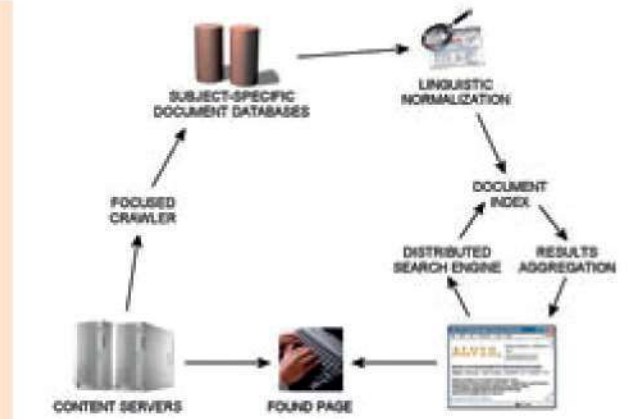 SUBJECT-SPECIFIC
DOCUMENT DATABASES
LINGUISTIC
NORMALIZATION
FOCUSED
CRAWLER
DOCUMENT
INDEX
DISTRIBUTED
SEARCH ENGINE
RESULTS
AGGREGATION
ALVIS
CONTENT SERVERS
FOUND PAGE